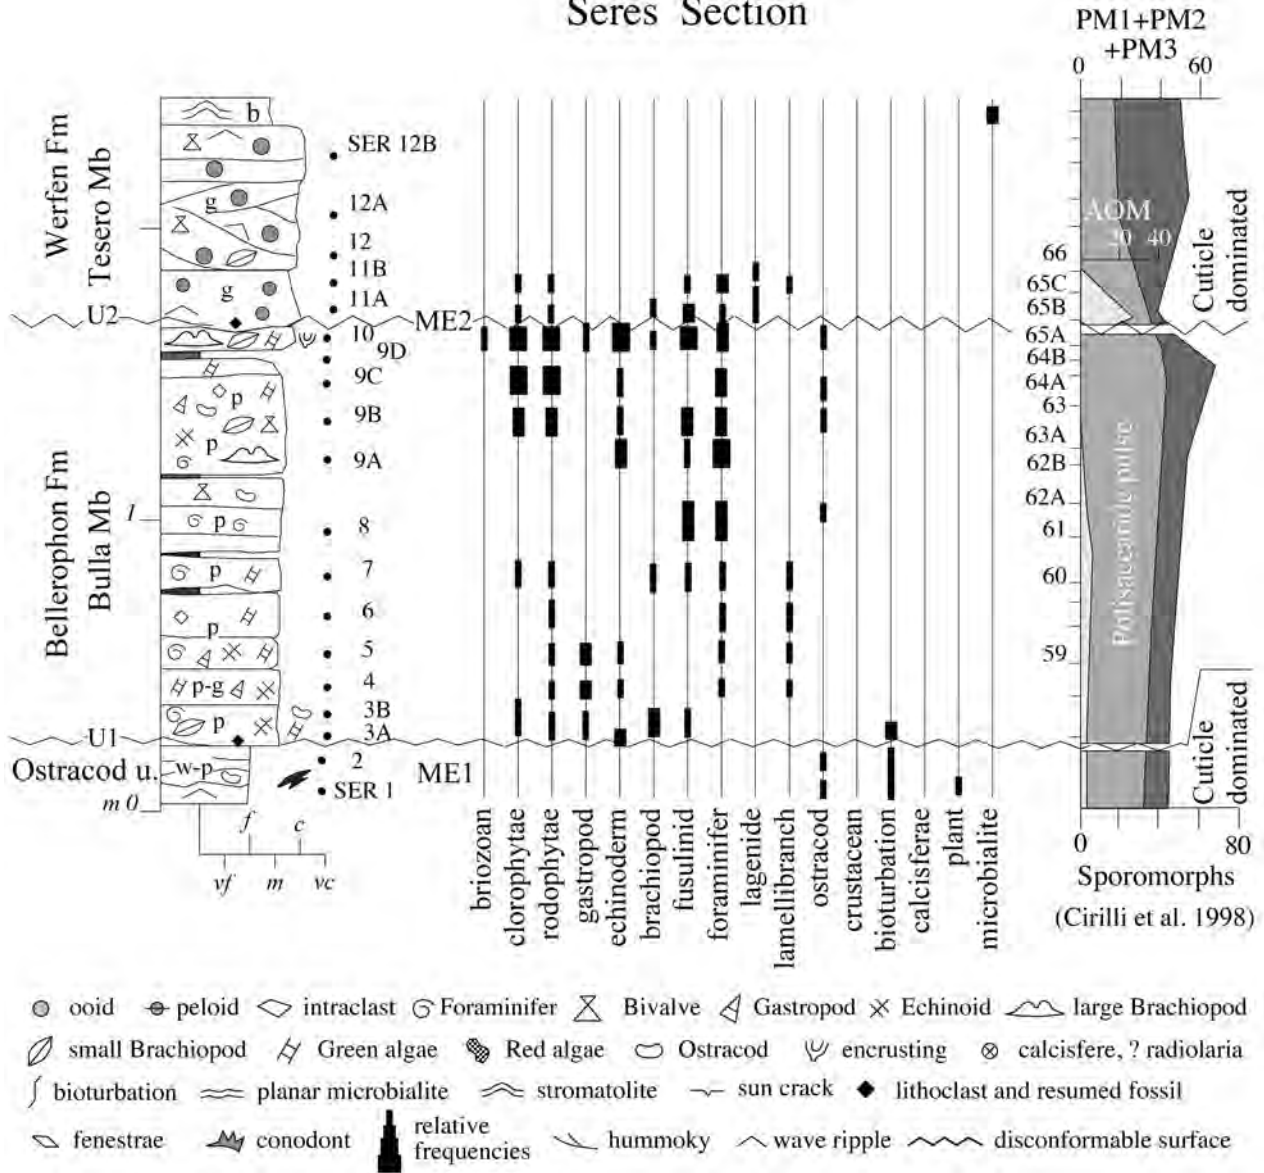 Seres Section
PM1+PM2
+PM3
0 60
Werfen Fm
Tesero Mb
b
g
g
SER 12B
12A
12
11B
11A
U2
ME2
10
9D
9C
9B
9A
8
7
6
5
4
3B
3A
Bellerophon Fm
Bulla Mb
1
p
p
p
p
p
p-g
p
U1
ME1
Ostracod u.
w-p
2
SER 1
m 0
f c
vf m vc
briozoan
clorophytae
rodophytae
gastropod
echinoderm
brachiopod
fusulinid
foraminifer
lagenide
lamellibranch
ostracod
crustacean
bioturbation
calcisferae
plant
microbialite
AOM
20 40
66
65C
65B
65A
64B
64A
63
63A
62B
62A
61
60
59
Cuticle
dominated
Polisaccaride pulse
Cuticle
dominated
0 80
Sporomorphs
(Cirilli et al. 1998)
ooid peloid intraclast Foraminifer Bivalve Gastropod Echinoid large Brachiopod
small Brachiopod Green algae Red algae Ostracod encrusting calcisfere, ? radiolaria
bioturbation planar microbialite stromatolite sun crack lithoclast and resumed fossil
fenestrae conodont relative
frequencies hummoky wave ripple disconformable surface